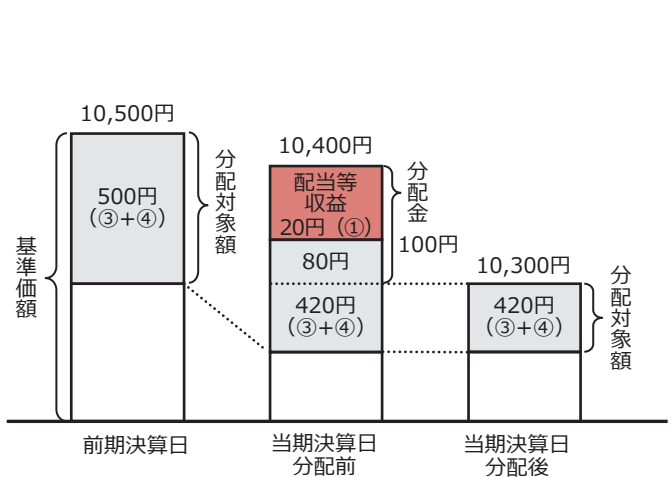 10,500円
500円
（③+④）
分配対象額
基準価額
前期決算日
10,400円
配当等
収益
20円（①）
80円
420円
（③+④）
分配金
100円
当期決算日
分配前
10,300円
420円
（③+④）
分配対象額
当期決算日
分配後